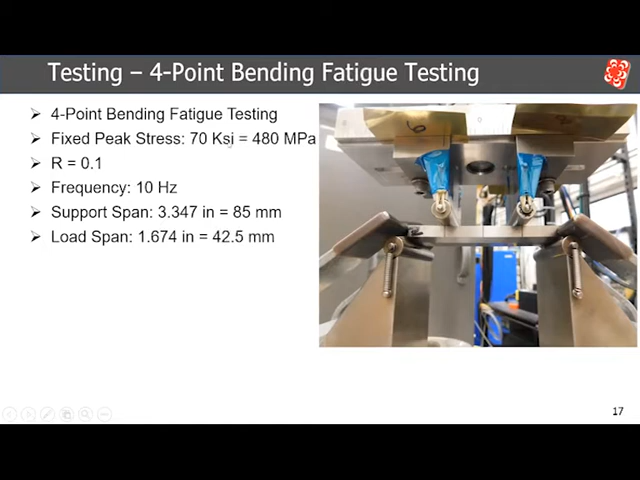 Testing – 4-Point Bending Fatigue Testing
4-Point Bending Fatigue Testing
Fixed Peak Stress: 70 Ksi = 480 MPa
R = 0.1
Frequency: 10 Hz
Support Span: 3.347 in = 85 mm
Load Span: 1.674 in = 42.5 mm
6
17